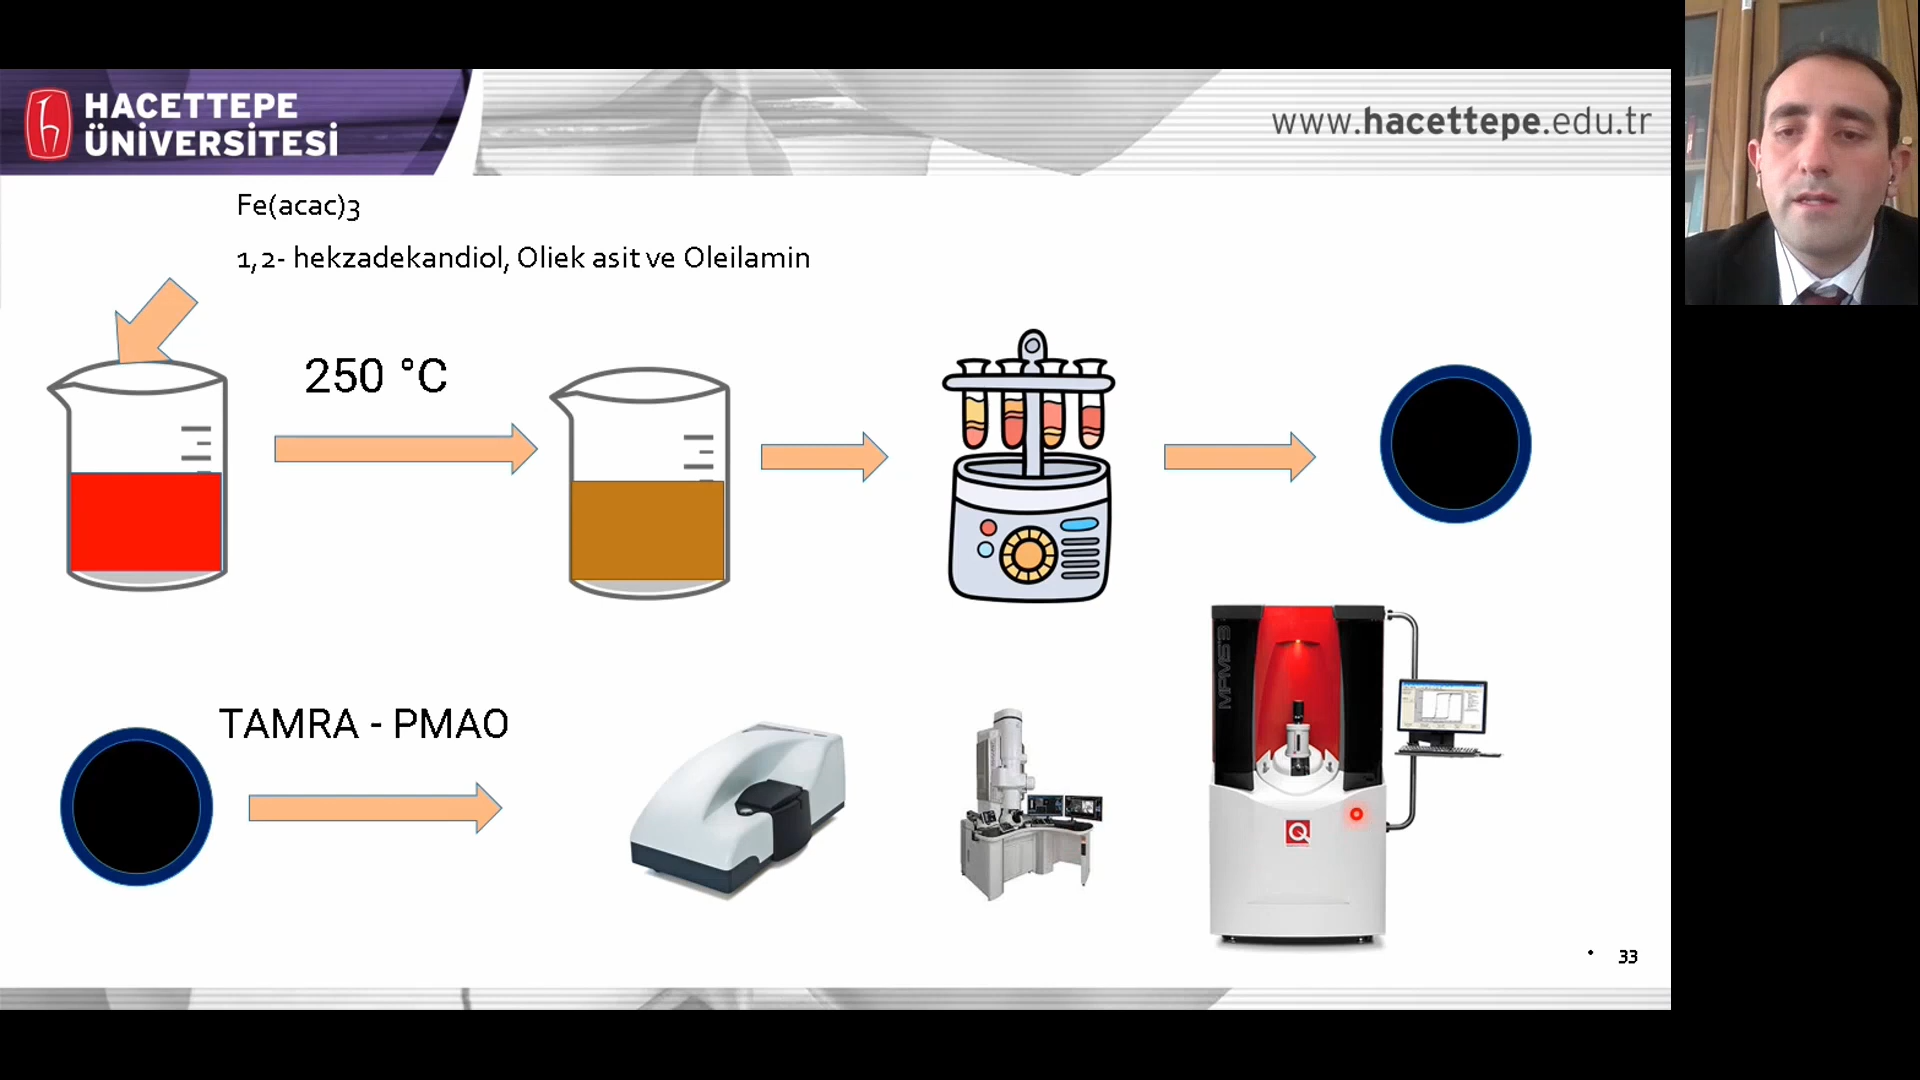 HACETTEPE
ÜNİVERSİTESİ
www.hacettepe.edu.tr
Fe(acac)3
1,2- hekzadekandiol, Oliek asit ve Oleilamin
250 °C
TAMRA - PMAO
MPMS3
Q
• 33